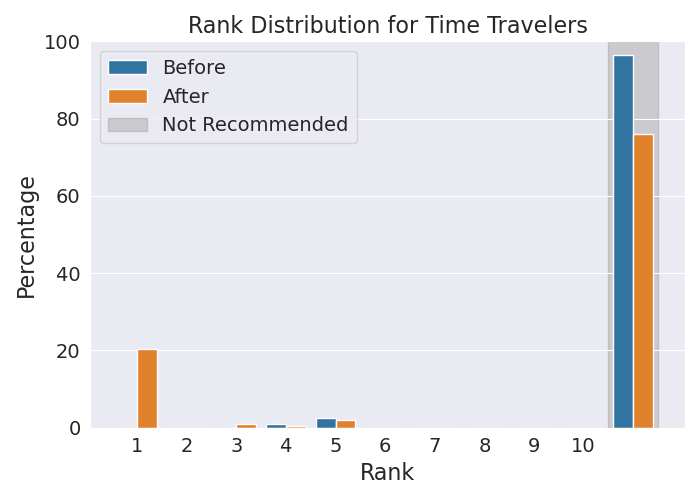 Rank Distribution for Time Travelers
Before
After
Not Recommended
Percentage
100
80
60
40
20
0
1 2 3 4 5 6 7 8 9 10
Rank